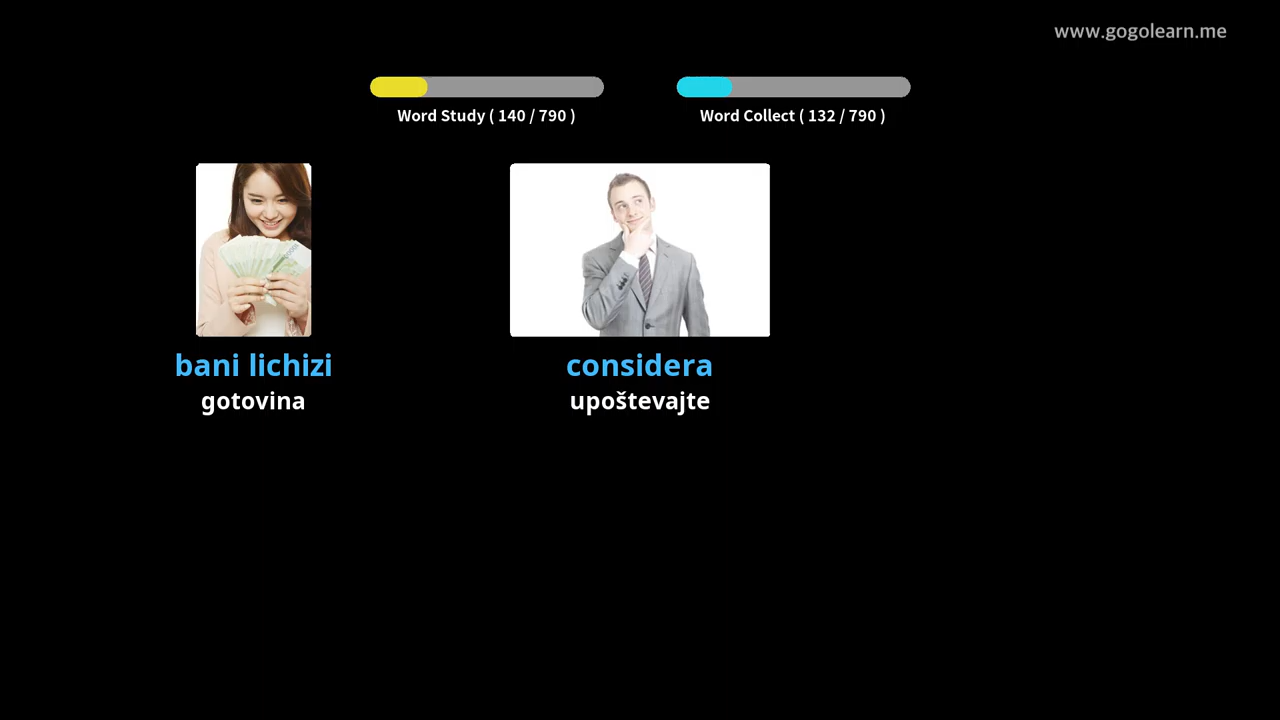 www.gogolearn.me
Word Study ( 140 / 790 )
Word Collect ( 132 / 790 )
bani lichizi
gotovina
considera
upoštevajte